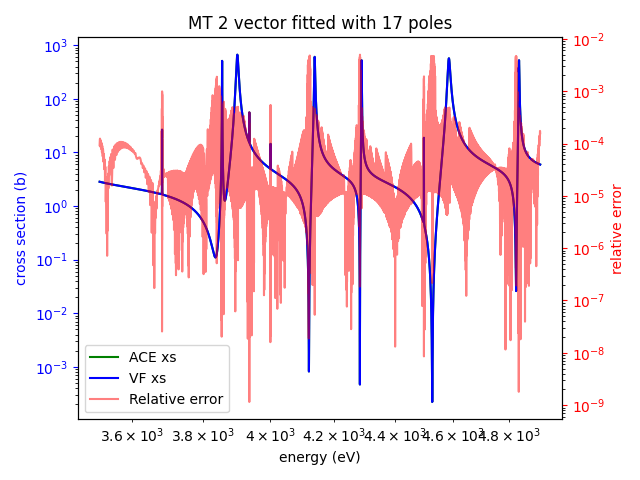 MT 2 vector fitted with 17 poles
10³
10²
10¹
10⁰
10⁻¹
10⁻²
10⁻³
cross section (b)
10⁻²
10⁻³
10⁻⁴
10⁻⁵
10⁻⁶
10⁻⁷
10⁻⁸
10⁻⁹
relative error
ACE xs
VF xs
Relative error
3.6 × 10³ 3.8 × 10³ 4 × 10³ 4.2 × 10³ 4.4 × 10³ 4.6 × 10³ 4.8 × 10³
energy (eV)